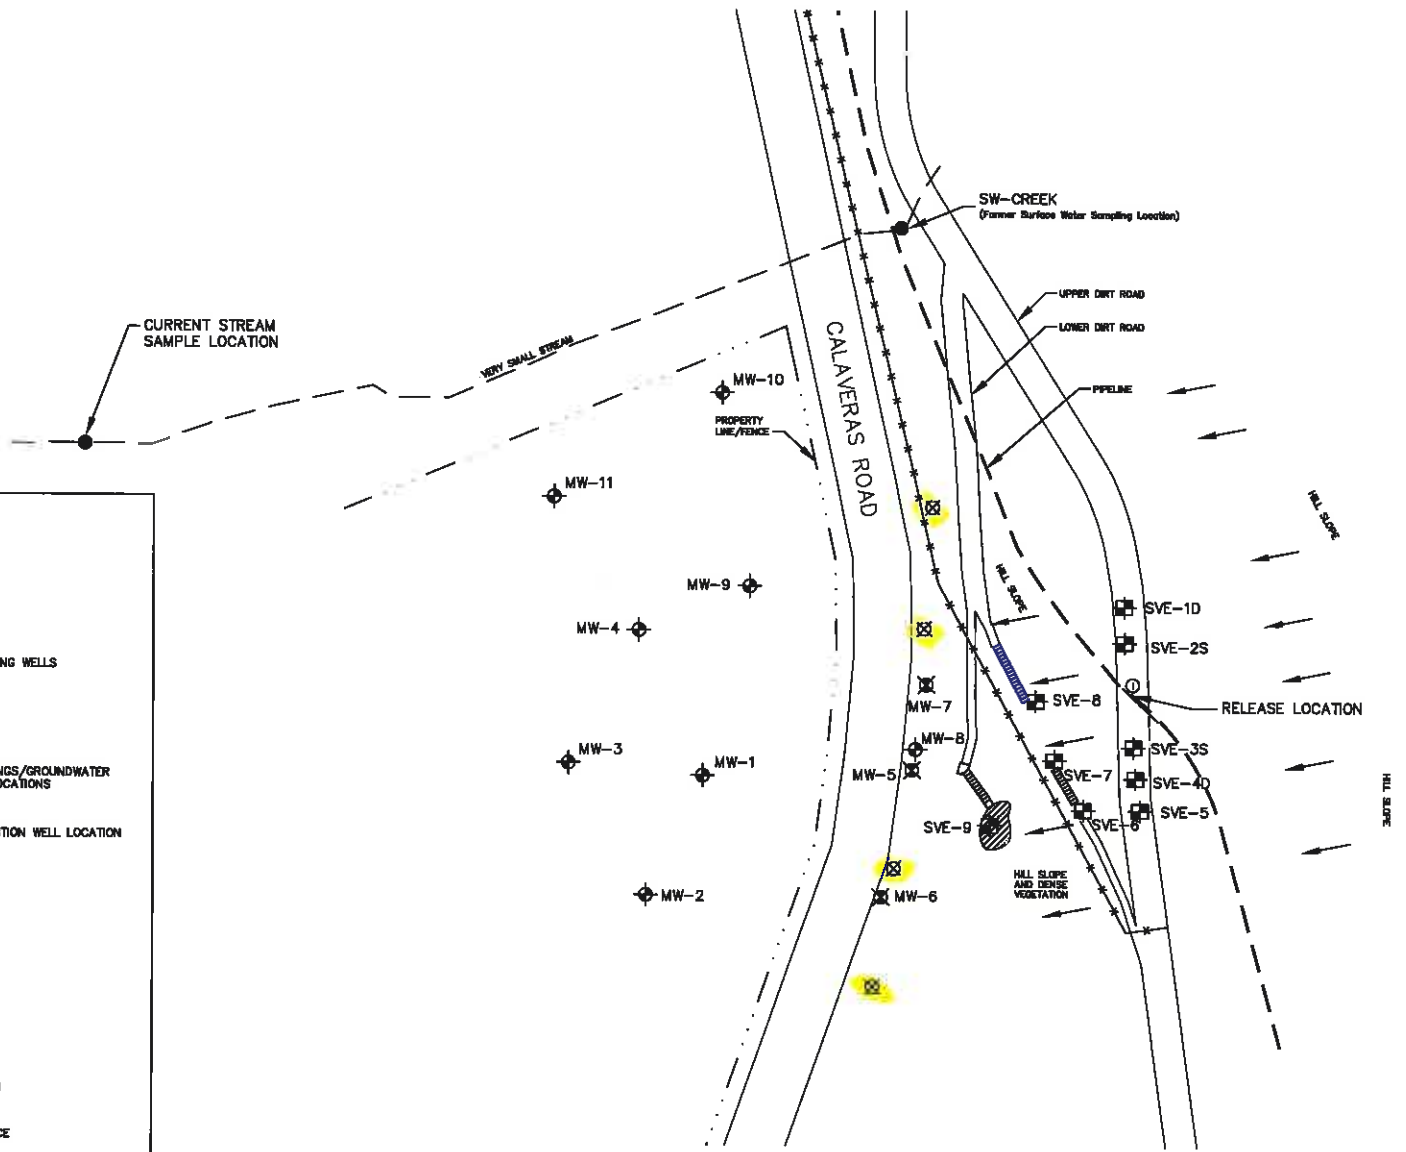 SW-CREEK
(Former Surface Water Sampling Location)
UPPER DIRT ROAD
LOWER DIRT ROAD
PIPELINE
CURRENT STREAM
SAMPLE LOCATION
VERY SMALL STREAM
CALAVERAS ROAD
MW-10
PROPERTY
LINE/FENCE
MW-11
HILL SLOPE
MW-9
MW-4
HILL SLOPE
SVE-1D
SVE-2S
NG WELLS
MW-7
SVE-8
RELEASE LOCATION
MW-3
MW-1
MW-8
MW-5
SVE-3S
SVE-7
SVE-4D
NGS/GROUNDWATER
OCATIONS
HILL SLOPE
SVE-5
SVE-6
SVE-9
TION WELL LOCATION
HILL SLOPE
AND DENSE
VEGETATION
MW-2
MW-6
CE